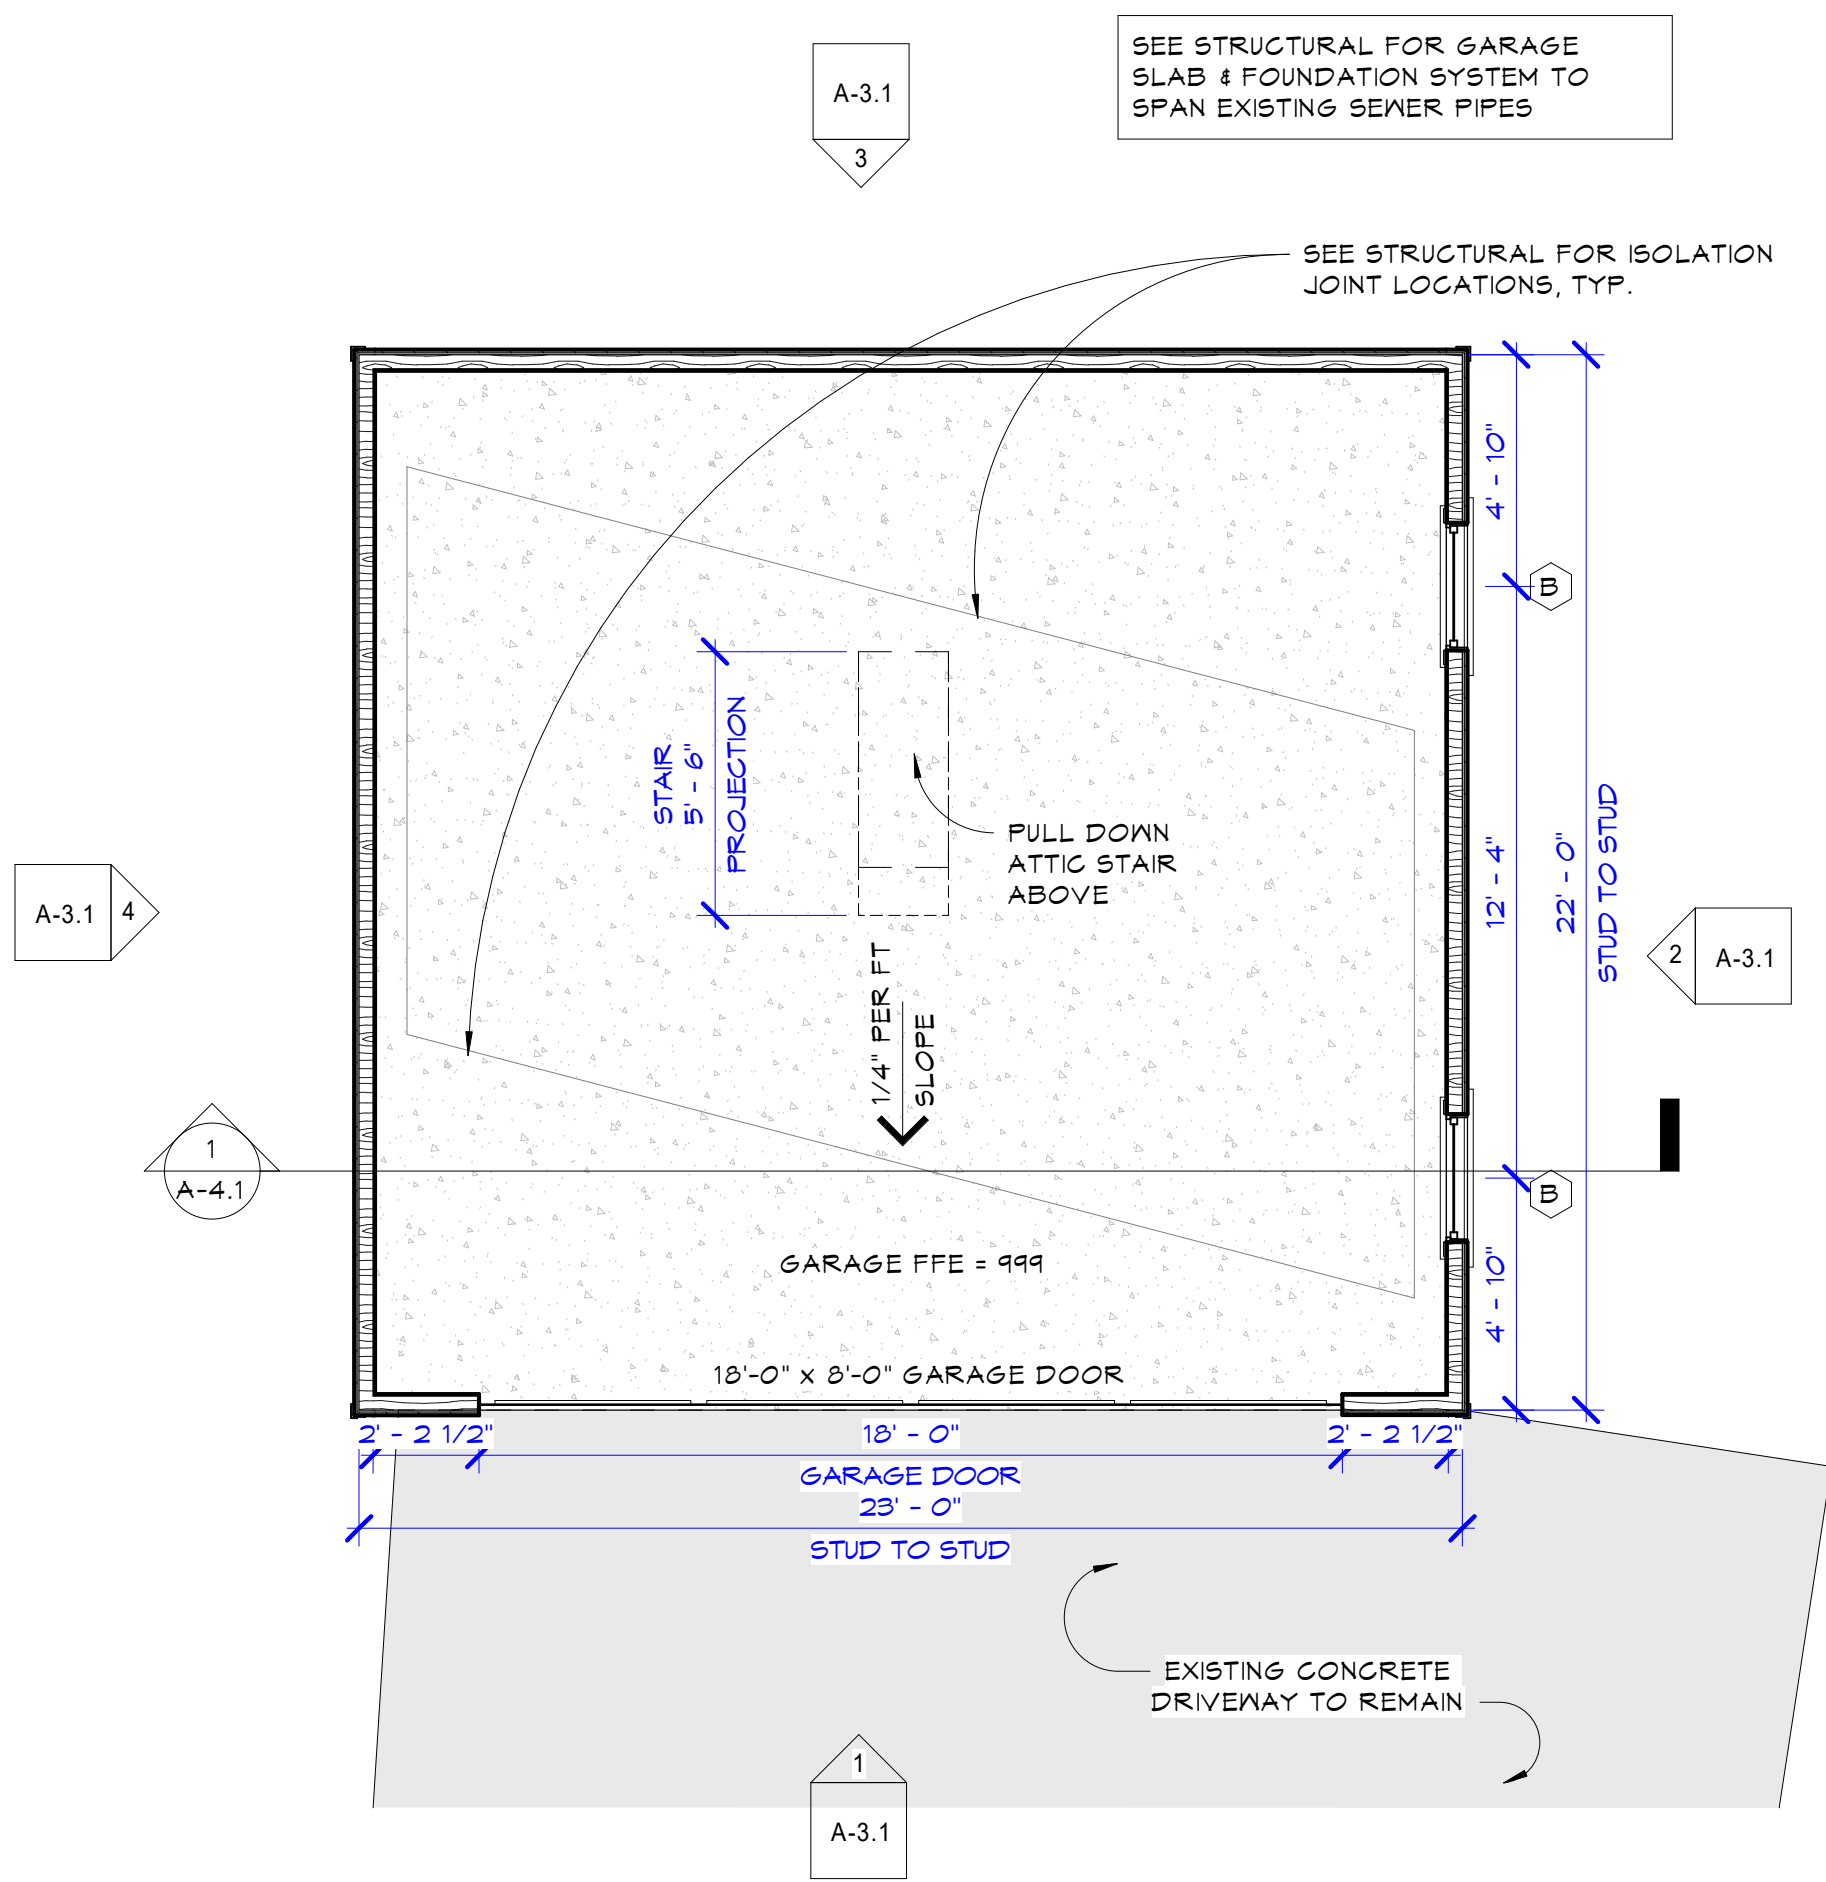 SEE STRUCTURAL FOR GARAGE
SLAB & FOUNDATION SYSTEM TO
SPAN EXISTING SEWER PIPES
A-3.1
3
SEE STRUCTURAL FOR ISOLATION
JOINT LOCATIONS, TYP.
4' - 10"
B
STAIR
5' - 6"
PROJECTION
PULL DOWN
ATTIC STAIR
ABOVE
12' - 4"
22' - 0"
STUD TO STUD
A-3.1
4
2
A-3.1
1/4" PER FT
SLOPE
1
A-4.1
B
GARAGE FFE = 999
4' - 10"
18'-0" x 8'-0" GARAGE DOOR
2' - 2 1/2"
18' - 0"
2' - 2 1/2"
GARAGE DOOR
23' - 0"
STUD TO STUD
EXISTING CONCRETE
DRIVEWAY TO REMAIN
1
A-3.1